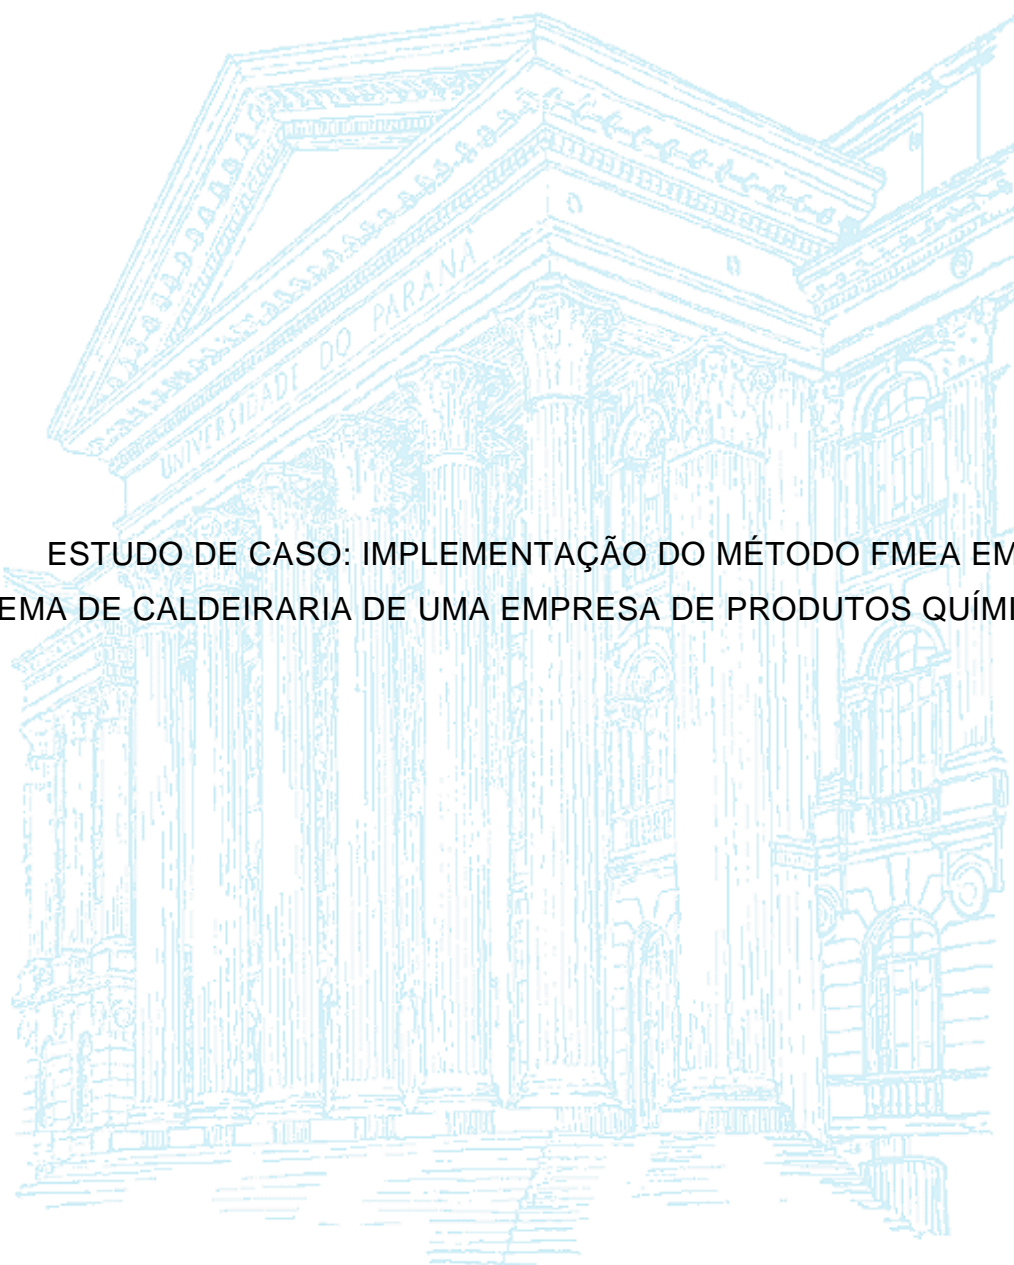 UNIVERSIDADE DO PARANÁ
ESTUDO DE CASO: IMPLEMENTAÇÃO DO MÉTODO FMEA EM
EMA DE CALDEIRARIA DE UMA EMPRESA DE PRODUTOS QUÍM